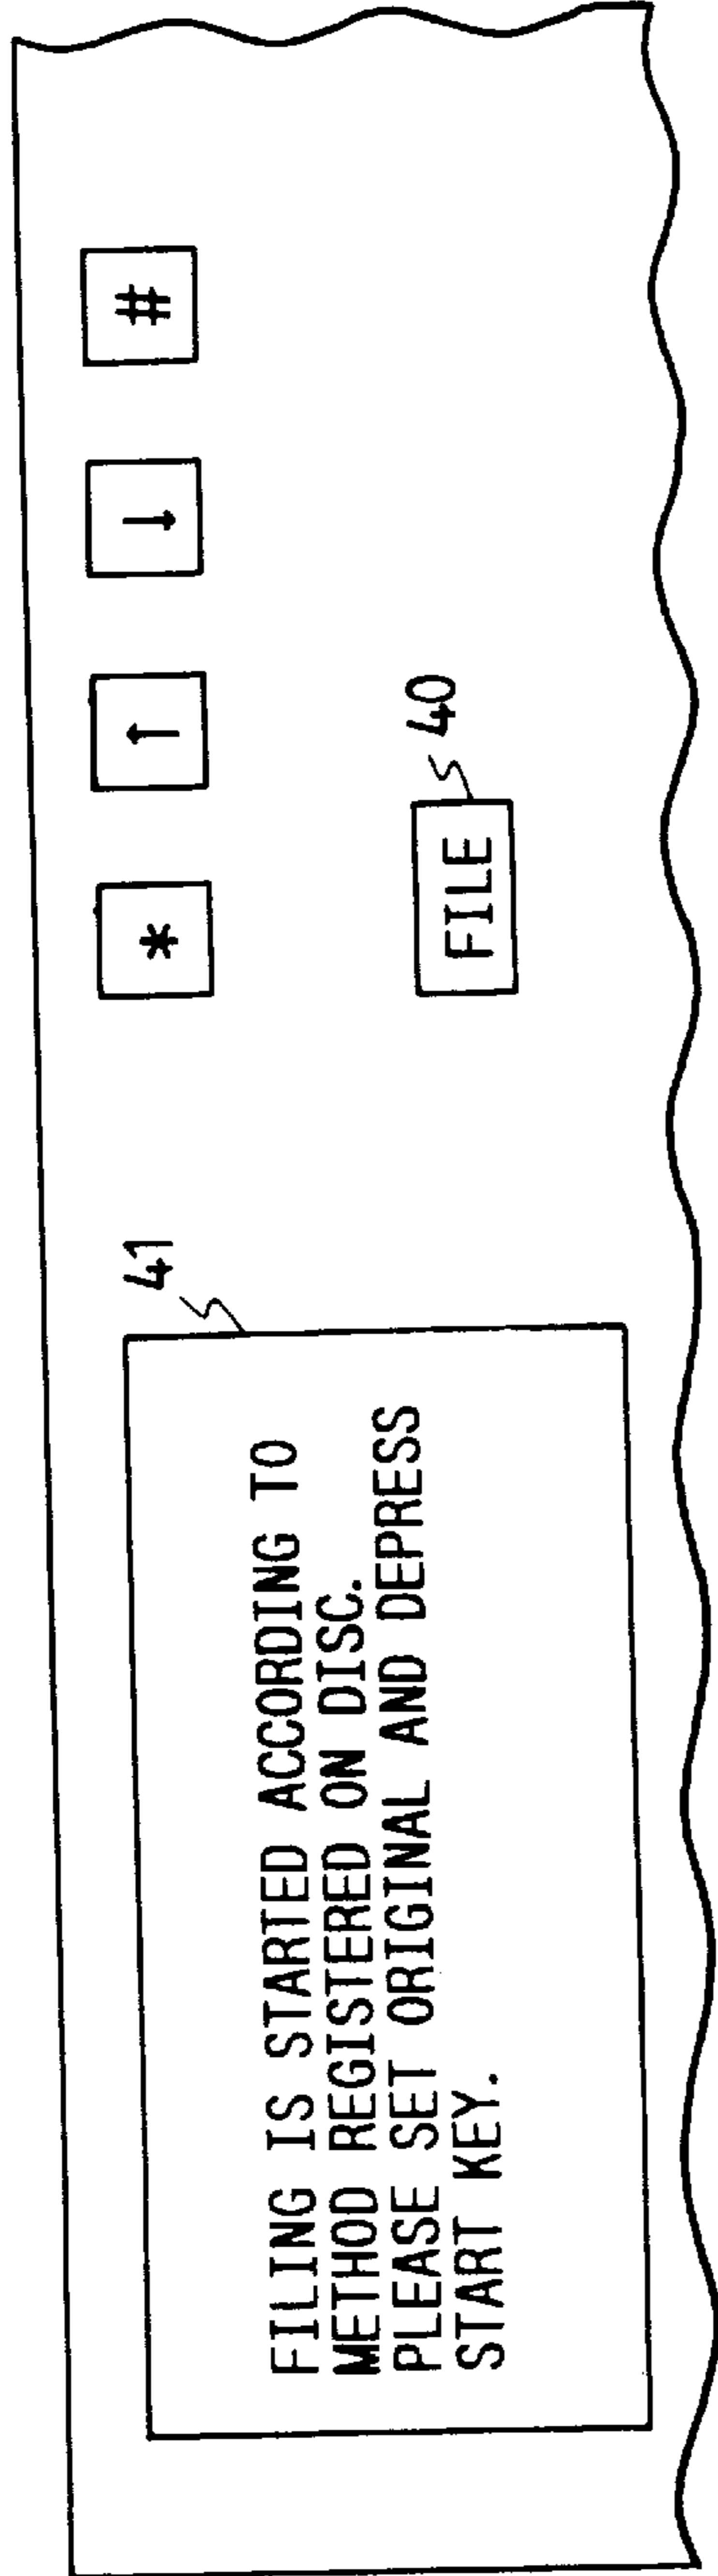 41
* ↑ ↓ #
FILING IS STARTED ACCORDING TO
METHOD REGISTERED ON DISC.
PLEASE SET ORIGINAL AND DEPRESS
START KEY.
FILE
40